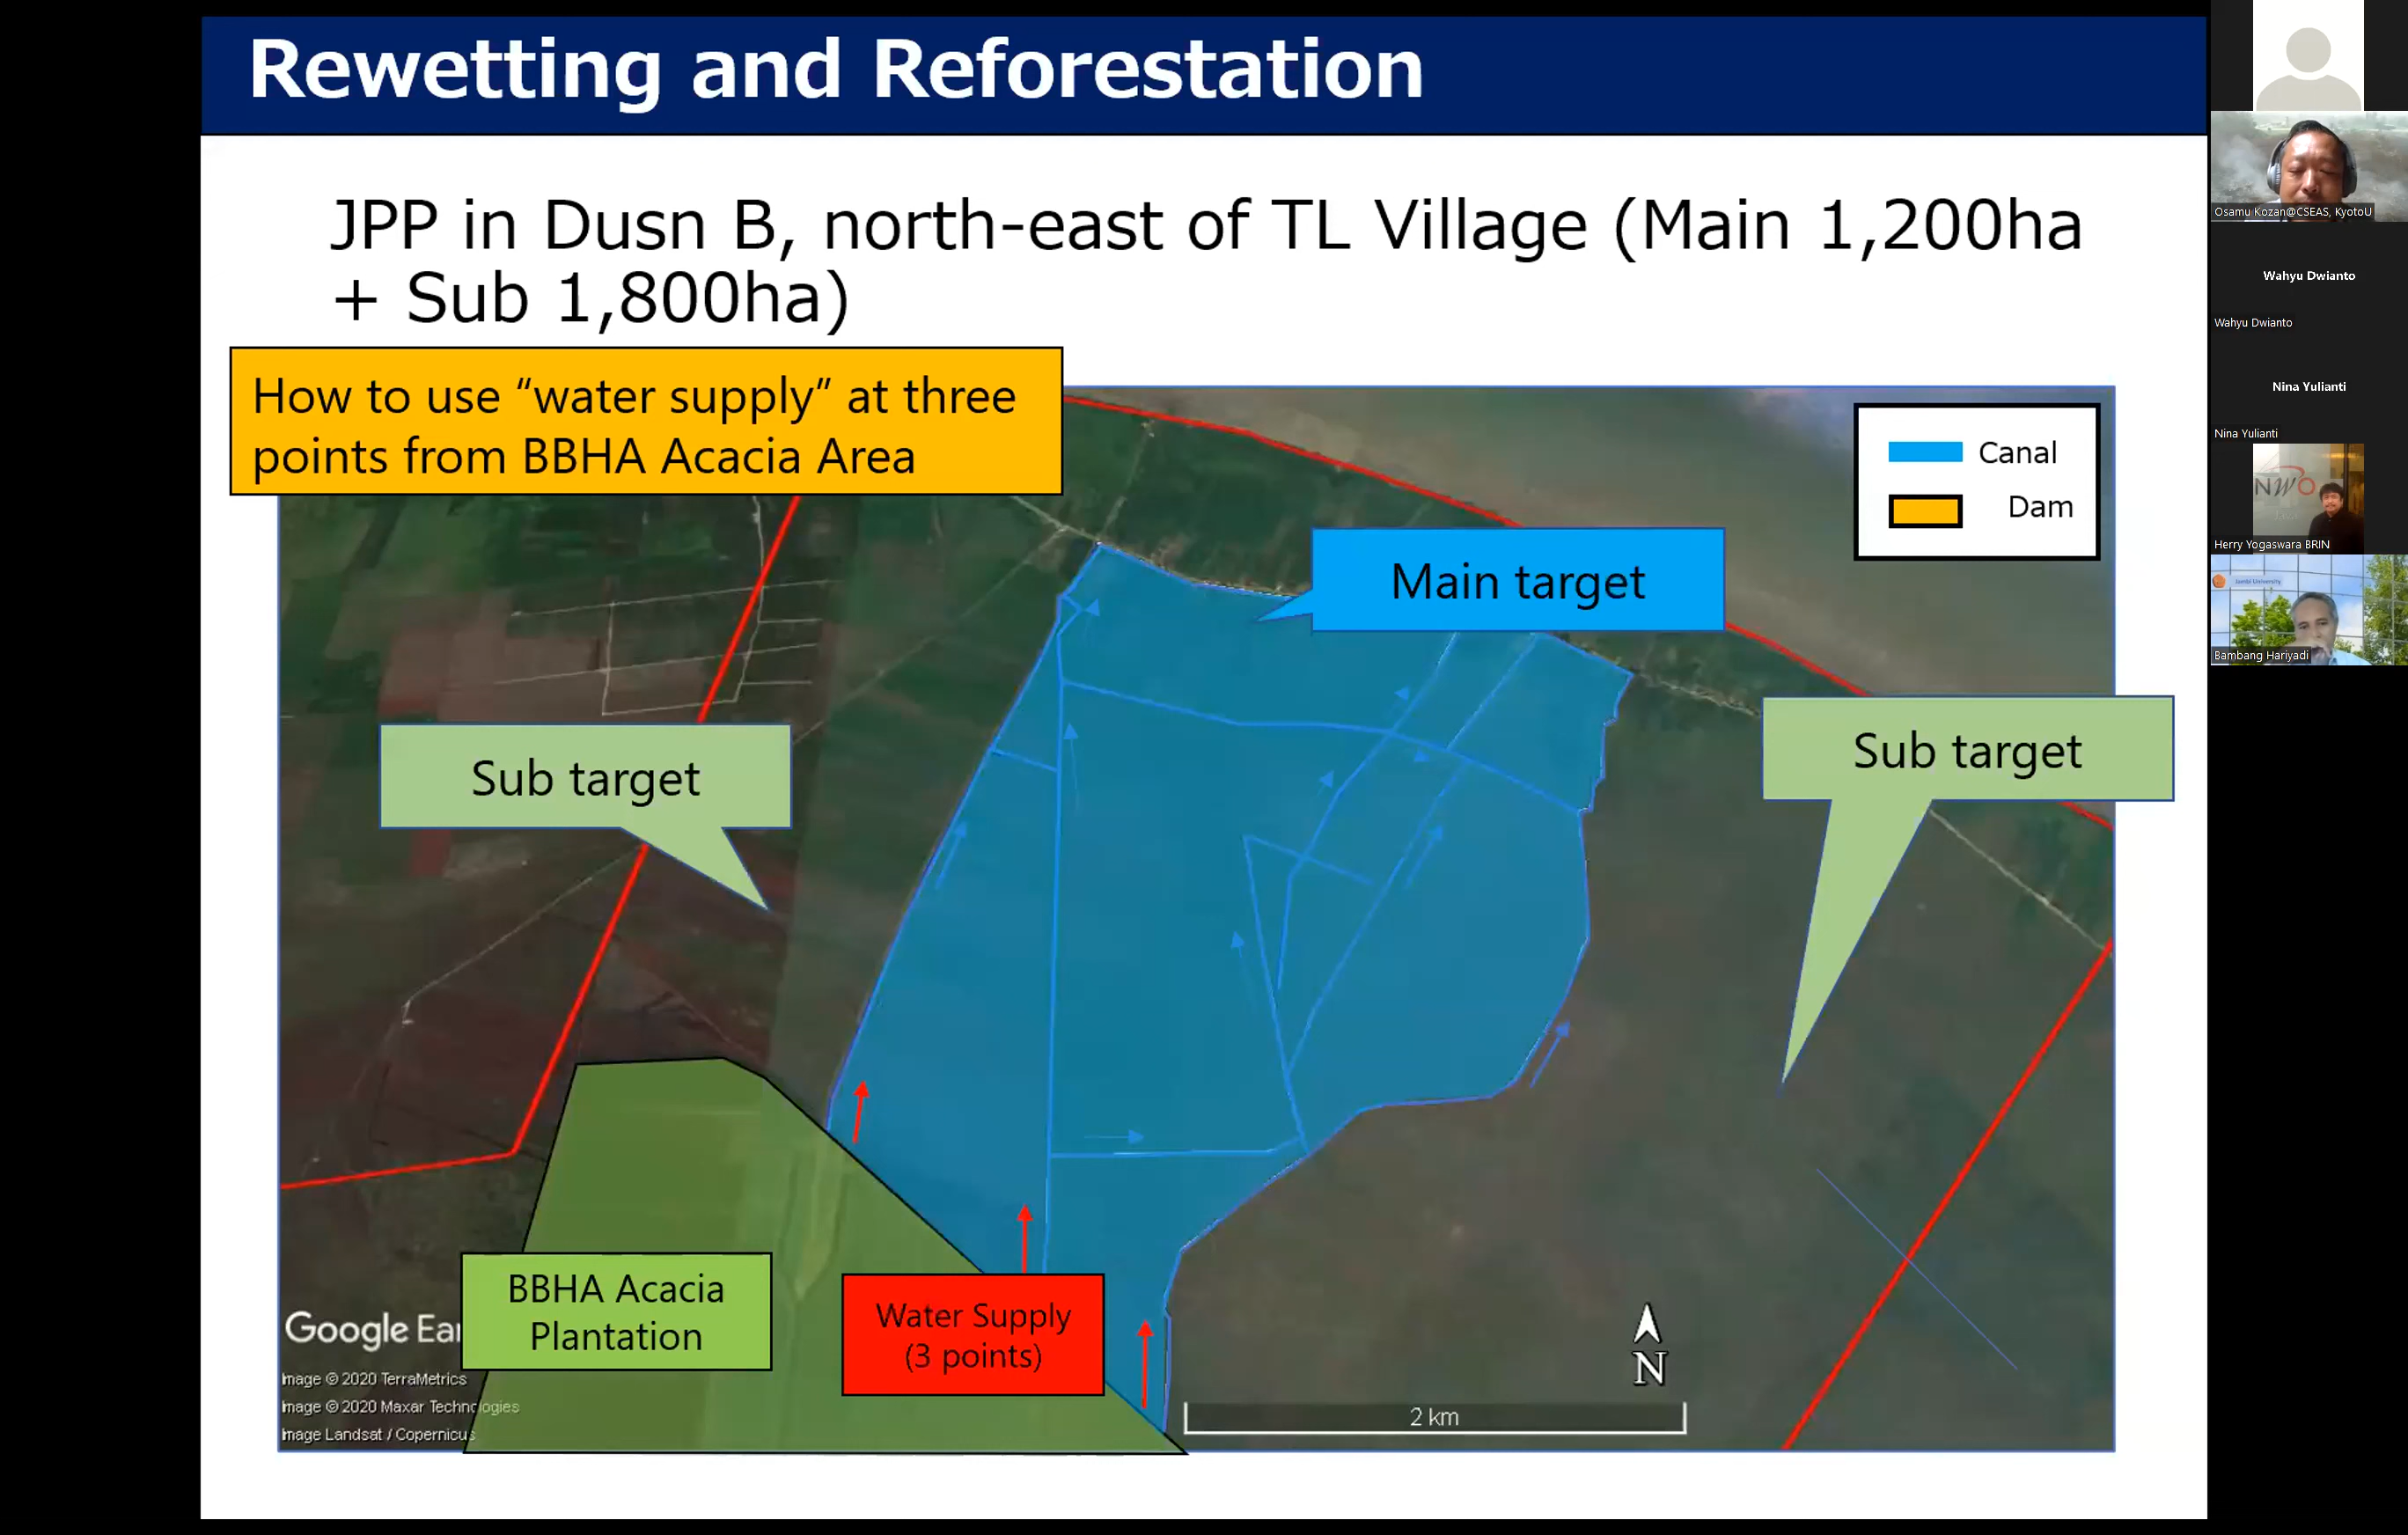 Rewetting and Reforestation
JPP in Dusn B, north-east of TL Village (Main 1,200ha
+ Sub 1,800ha)
How to use “water supply” at three
points from BBHA Acacia Area
Canal
Dam
Main target
Sub target
Sub target
BBHA Acacia
Plantation
Water Supply
(3 points)
Google Ear
Image © 2020 TerraMetrics
Image © 2020 Maxar Technologies
Image Landsat / Copernicus
N
2 km
Osamu Kozan@CSEAS, KyotoU
Wahyu Dwianto
Wahyu Dwianto
Nina Yulianti
Nina Yulianti
NWO
Herry Yogaswara BRIN
Jambi University
Bambang Hariyadi